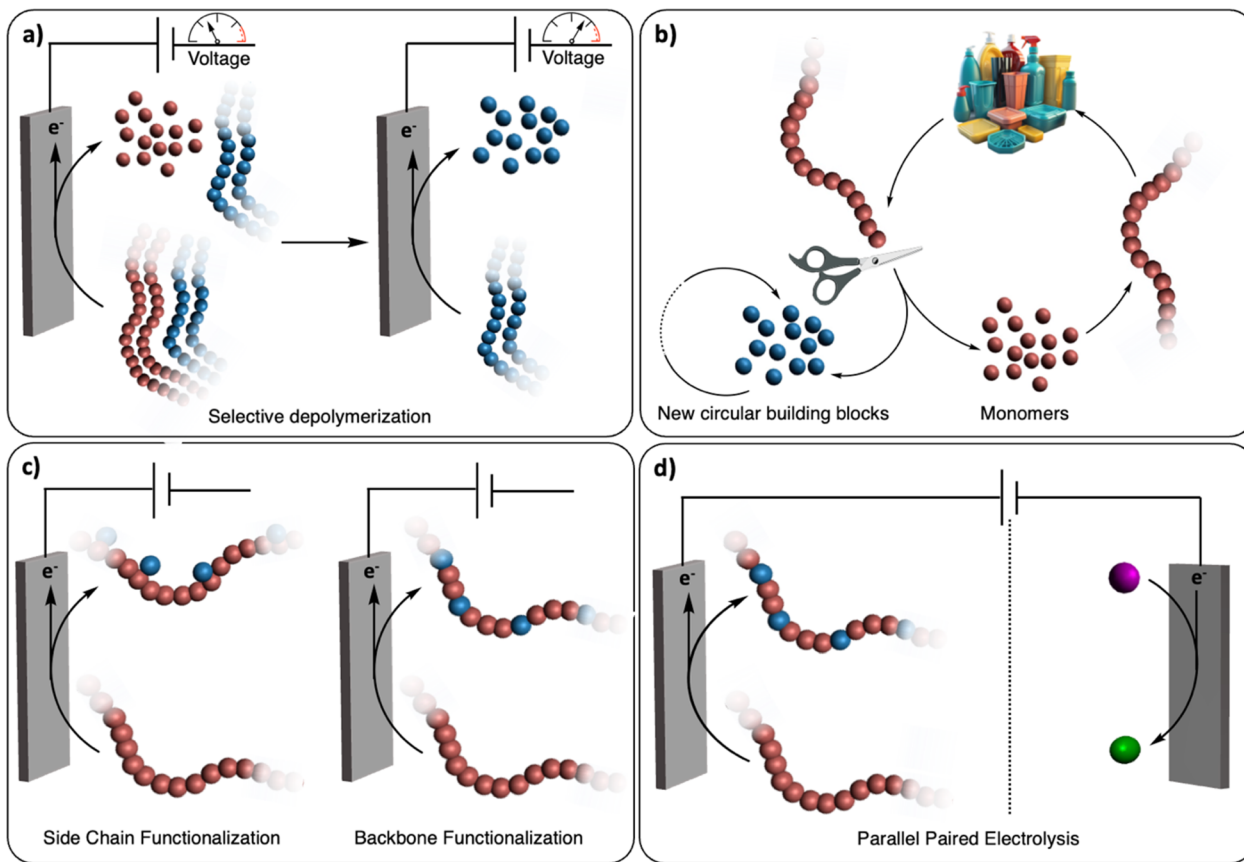 a)
Voltage
Voltage
e-
e-
Selective depolymerization
b)
New circular building blocks
Monomers
c)
e-
e-
Side Chain Functionalization
Backbone Functionalization
d)
e-
e-
Parallel Paired Electrolysis